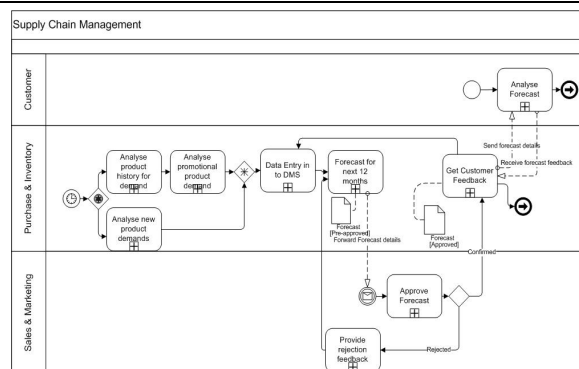 Supply Chain Management
Customer
Analyse
Forecast
Send forecast details
Receive forecast feedback
Purchase & Inventory
Analyse
product
history for
demand
Analyse
promotional
product
demand
Analyse new
product
demands
Data Entry in
to DMS
Forecast for
next 12
months
Forecast
[Pre-approved]
Forward Forecast details
Get Customer
Feedback
Forecast
[Approved]
Confirmed
Sales & Marketing
Approve
Forecast
Rejected
Provide
rejection
feedback